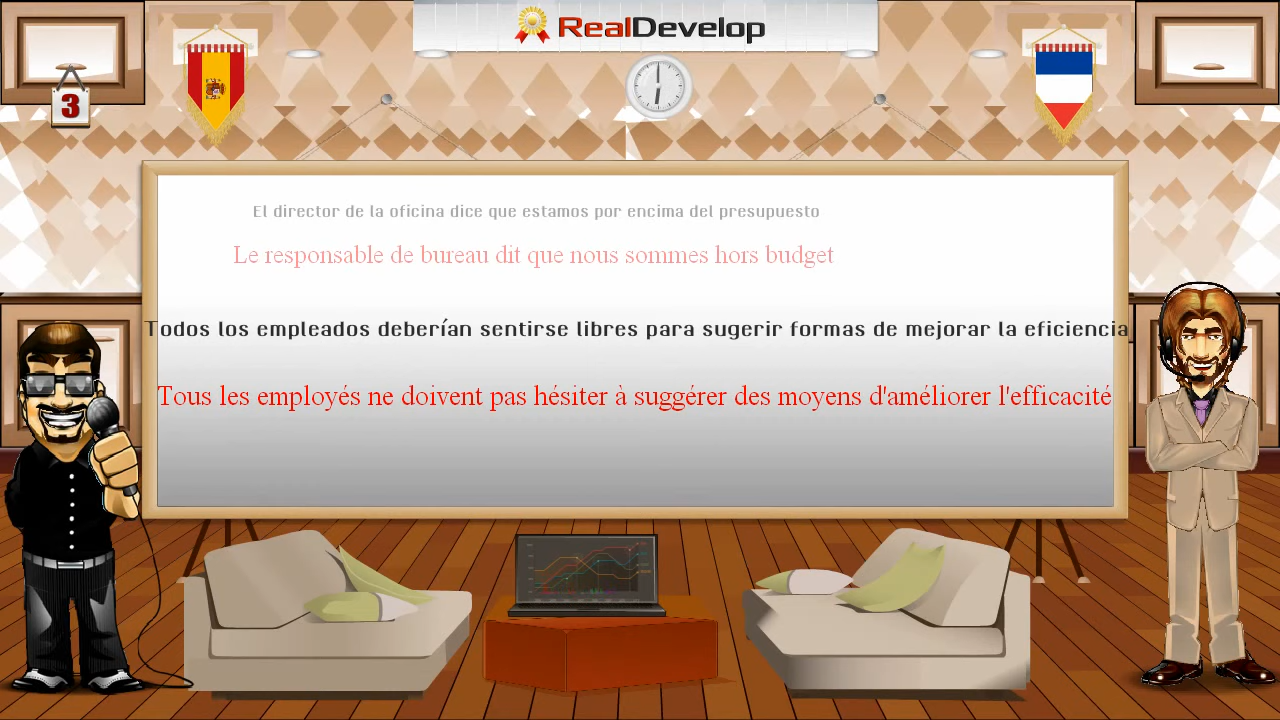 RealDevelop
3
El director de la oficina dice que estamos por encima del presupuesto
Le responsable de bureau dit que nous sommes hors budget
Todos los empleados deberían sentirse libres para sugerir formas de mejorar la eficiencia
Tous les employés ne doivent pas hésiter à suggérer des moyens d'améliorer l'efficacité